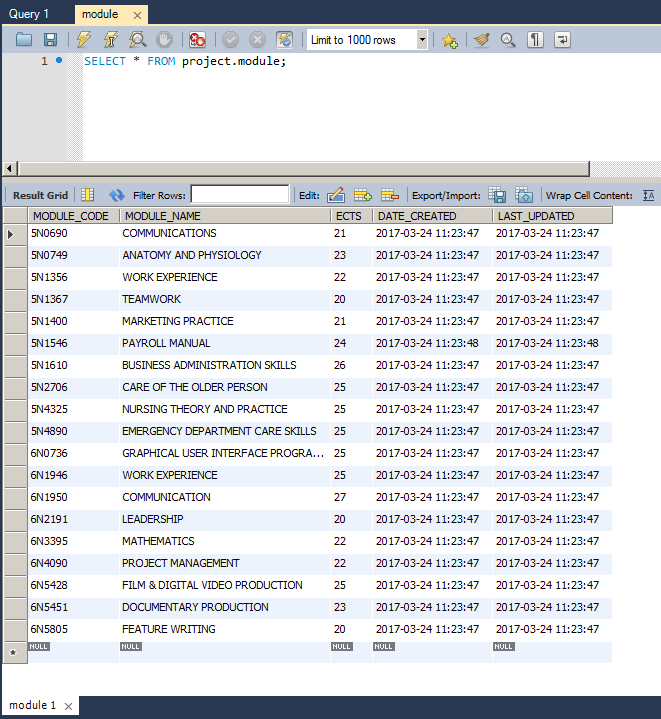 Query 1 module
Limit to 1000 rows
1 SELECT * FROM project.module;
Result Grid Filter Rows: Edit: Export/Import: Wrap Cell Content: IA
MODULE_CODE MODULE_NAME ECTS DATE_CREATED LAST_UPDATED
5N0690 COMMUNICATIONS 21 2017-03-24 11:23:47 2017-03-24 11:23:47
5N0749 ANATOMY AND PHYSIOLOGY 23 2017-03-24 11:23:47 2017-03-24 11:23:47
5N1356 WORK EXPERIENCE 22 2017-03-24 11:23:47 2017-03-24 11:23:47
5N1367 TEAMWORK 20 2017-03-24 11:23:47 2017-03-24 11:23:47
5N1400 MARKETING PRACTICE 21 2017-03-24 11:23:47 2017-03-24 11:23:47
5N1546 PAYROLL MANUAL 24 2017-03-24 11:23:48 2017-03-24 11:23:48
5N1610 BUSINESS ADMINISTRATION SKILLS 26 2017-03-24 11:23:47 2017-03-24 11:23:47
5N2706 CARE OF THE OLDER PERSON 25 2017-03-24 11:23:47 2017-03-24 11:23:47
5N4325 NURSING THEORY AND PRACTICE 25 2017-03-24 11:23:47 2017-03-24 11:23:47
5N4890 EMERGENCY DEPARTMENT CARE SKILLS 25 2017-03-24 11:23:47 2017-03-24 11:23:47
6N0736 GRAPHICAL USER INTERFACE PROGRA... 25 2017-03-24 11:23:47 2017-03-24 11:23:47
6N1946 WORK EXPERIENCE 25 2017-03-24 11:23:47 2017-03-24 11:23:47
6N1950 COMMUNICATION 27 2017-03-24 11:23:47 2017-03-24 11:23:47
6N2191 LEADERSHIP 20 2017-03-24 11:23:47 2017-03-24 11:23:47
6N3395 MATHEMATICS 22 2017-03-24 11:23:47 2017-03-24 11:23:47
6N4090 PROJECT MANAGEMENT 22 2017-03-24 11:23:47 2017-03-24 11:23:47
6N5428 FILM & DIGITAL VIDEO PRODUCTION 25 2017-03-24 11:23:47 2017-03-24 11:23:47
6N5451 DOCUMENTARY PRODUCTION 23 2017-03-24 11:23:47 2017-03-24 11:23:47
6N5805 FEATURE WRITING 20 2017-03-24 11:23:47 2017-03-24 11:23:47
* NULL NULL NULL NULL NULL
module 1